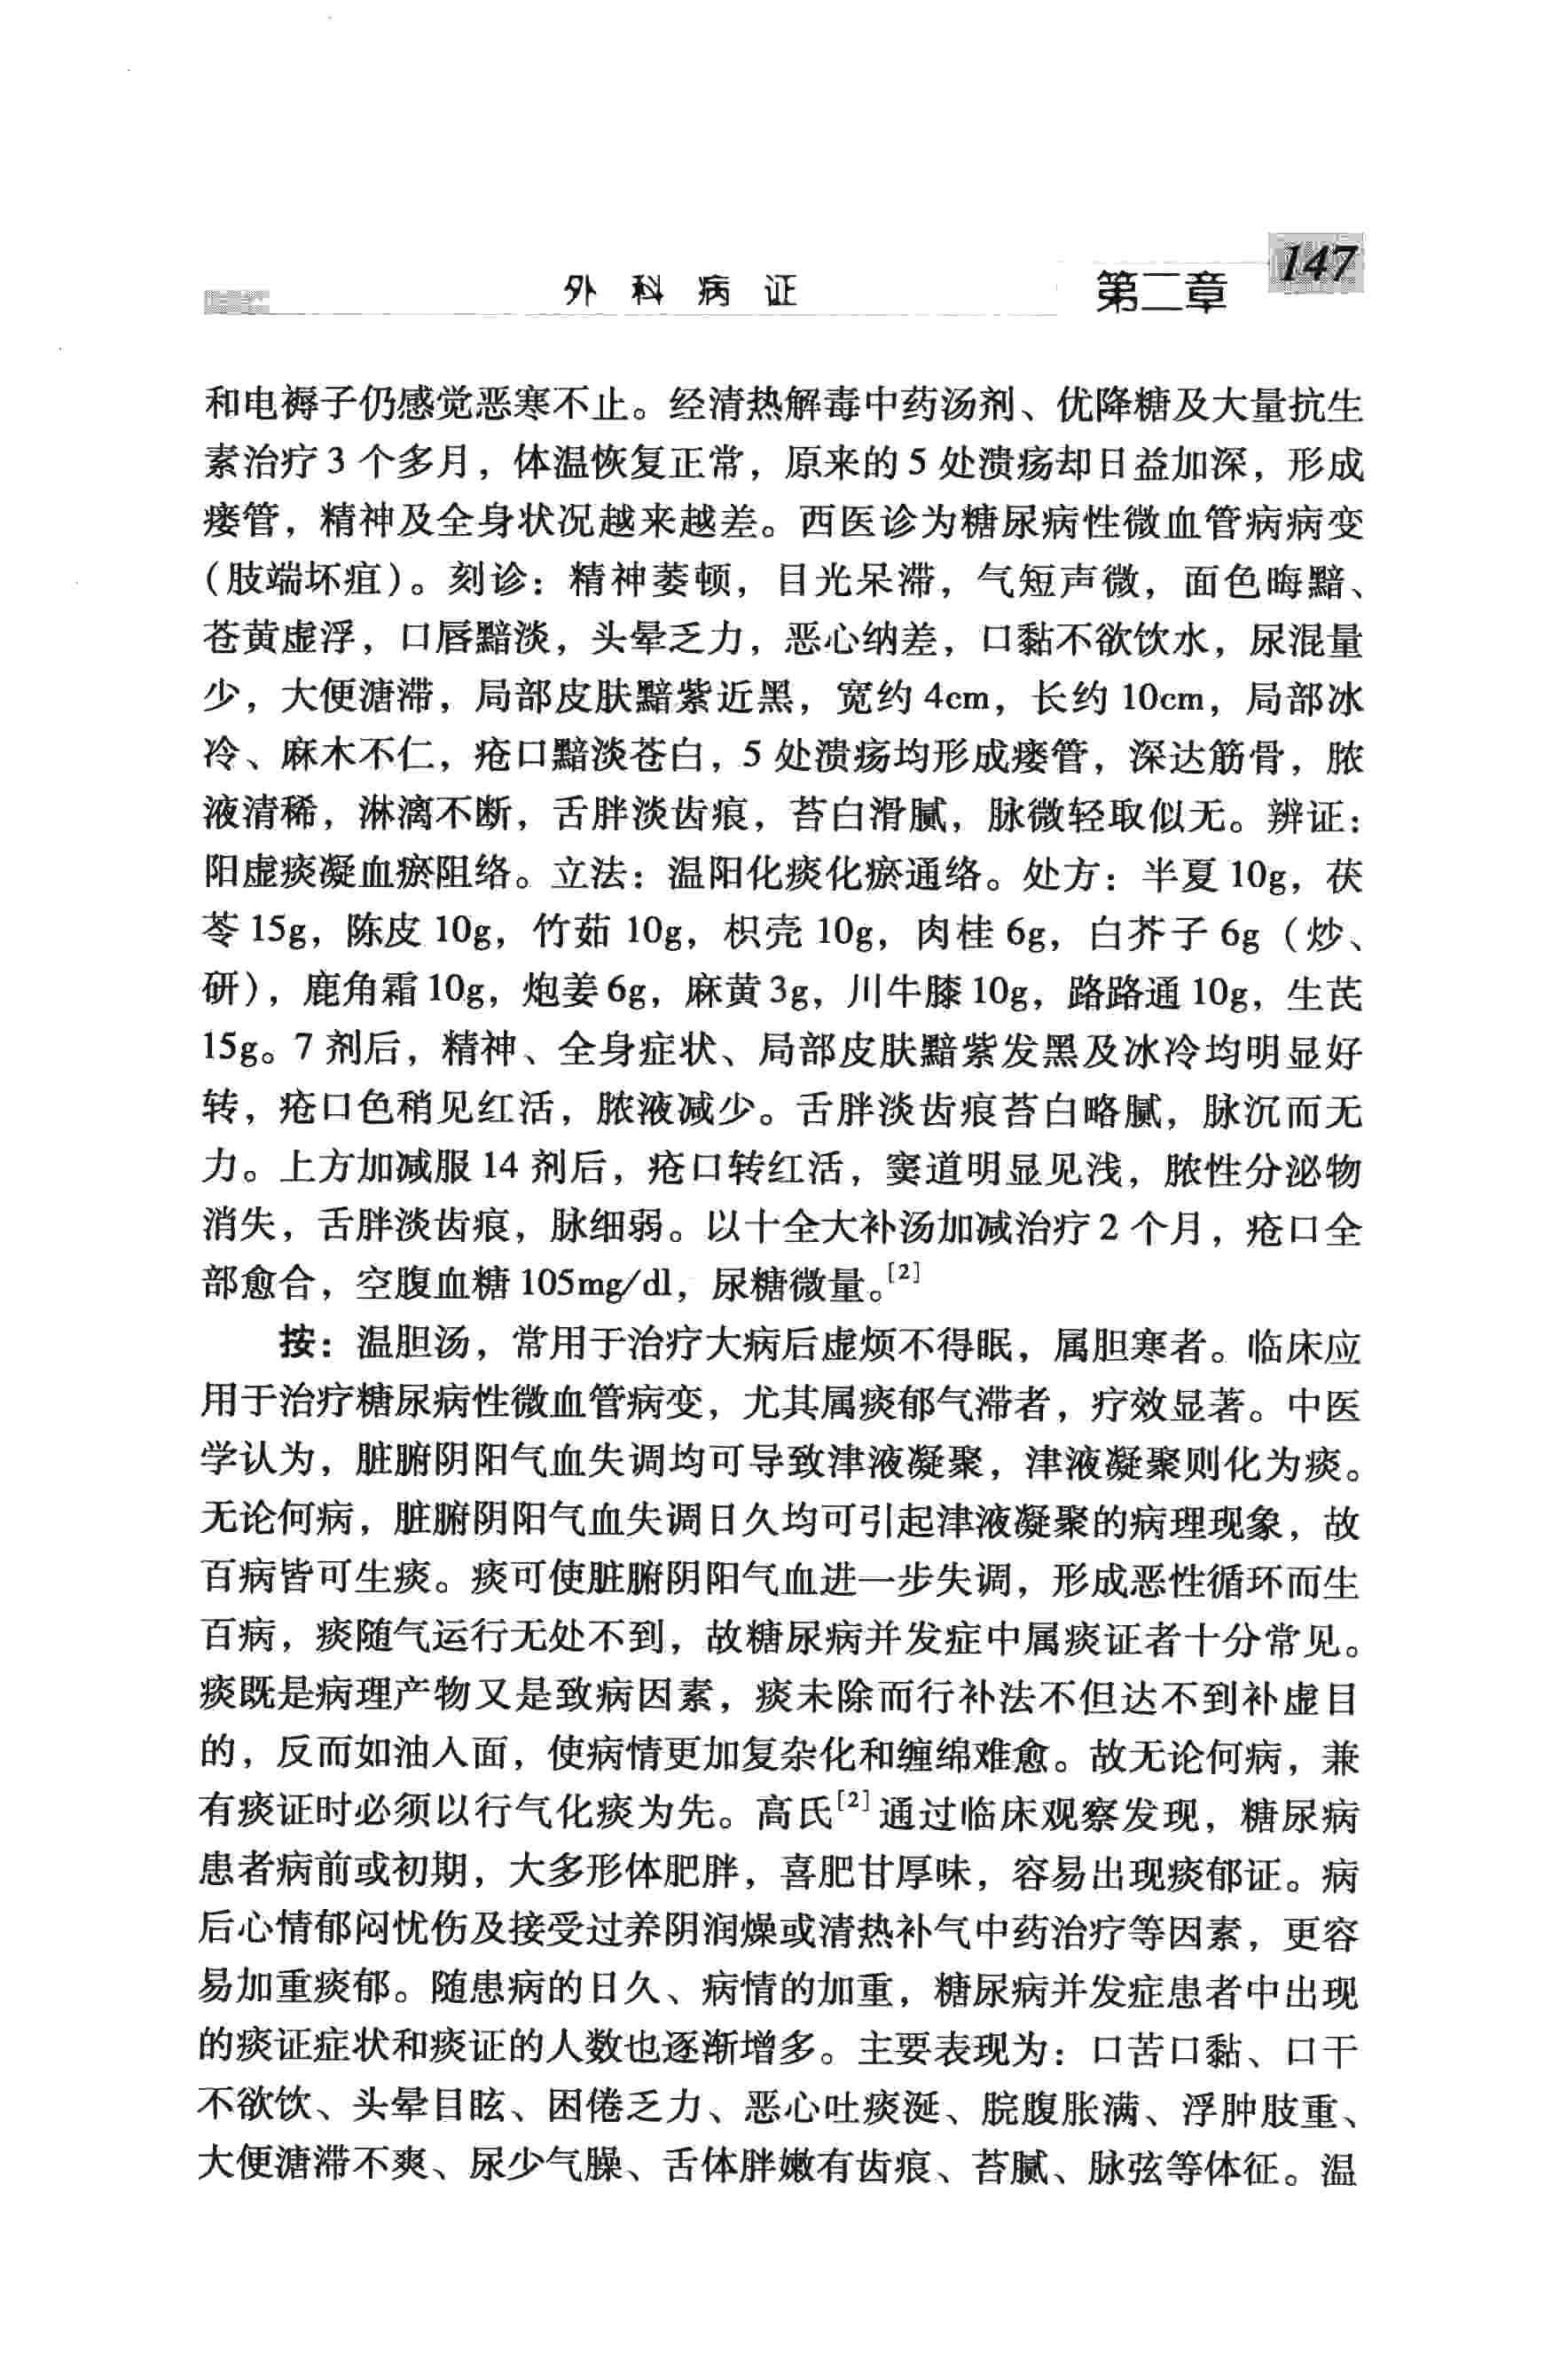 外科病证 第二章 147
和电褥子仍感觉恶寒不止。经清热解毒中药汤剂、优降糖及大量抗生
素治疗3个多月，体温恢复正常，原来的5处溃疡却日益加深，形成
瘘管，精神及全身状况越来越差。西医诊为糖尿病性微血管病病变
（肢端坏疽）。刻诊：精神萎顿，目光呆滞，气短声微，面色晦黯、
苍黄虚浮，口唇黯淡，头晕乏力，恶心纳差，口黏不欲饮水，尿混量
少，大便溏滞，局部皮肤黯紫近黑，宽约4cm，长约10cm，局部冰
冷、麻木不仁，疮口黯淡苍白，5处溃疡均形成瘘管，深达筋骨，脓
液清稀，淋漓不断，舌胖淡齿痕，苔白滑腻，脉微轻取似无。辨证：
阳虚痰凝血瘀阻络。立法：温阳化痰化瘀通络。处方：半夏10g，茯
苓15g，陈皮10g，竹茹10g，枳壳10g，肉桂6g，白芥子6g（炒、
研），鹿角霜10g，炮姜6g，麻黄3g，川牛膝10g，路路通10g，生芪
15g。7剂后，精神、全身症状、局部皮肤黯紫发黑及冰冷均明显好
转，疮口色稍见红活，脓液减少。舌胖淡齿痕苔白略腻，脉沉而无
力。上方加减服14剂后，疮口转红活，窦道明显见浅，脓性分泌物
消失，舌胖淡齿痕，脉细弱。以十全大补汤加减治疗2个月，疮口全
部愈合，空腹血糖105mg/dl，尿糖微量。[2]
按：温胆汤，常用于治疗大病后虚烦不得眠，属胆寒者。临床应
用于治疗糖尿病性微血管病变，尤其属痰郁气滞者，疗效显著。中医
学认为，脏腑阴阳气血失调均可导致津液凝聚，津液凝聚则化为痰。
无论何病，脏腑阴阳气血失调日久均可引起津液凝聚的病理现象，故
百病皆可生痰。痰可使脏腑阴阳气血进一步失调，形成恶性循环而生
百病，痰随气运行无处不到，故糖尿病并发症中属痰证者十分常见。
痰既是病理产物又是致病因素，痰未除而行补法不但达不到补虚目
的，反而如油入面，使病情更加复杂化和缠绵难愈。故无论何病，兼
有痰证时必须以行气化痰为先。高氏[2]通过临床观察发现，糖尿病
患者病前或初期，大多形体肥胖，喜肥甘厚味，容易出现痰郁证。病
后心情郁闷忧伤及接受过养阴润燥或清热补气中药治疗等因素，更容
易加重痰郁。随患病的日久、病情的加重，糖尿病并发症患者中出现
的痰证症状和痰证的人数也逐渐增多。主要表现为：口苦口黏、口干
不欲饮、头晕目眩、困倦乏力、恶心吐痰涎、脘腹胀满、浮肿肢重、
大便溏滞不爽、尿少气臊、舌体胖嫩有齿痕、苔腻、脉弦等体征。温